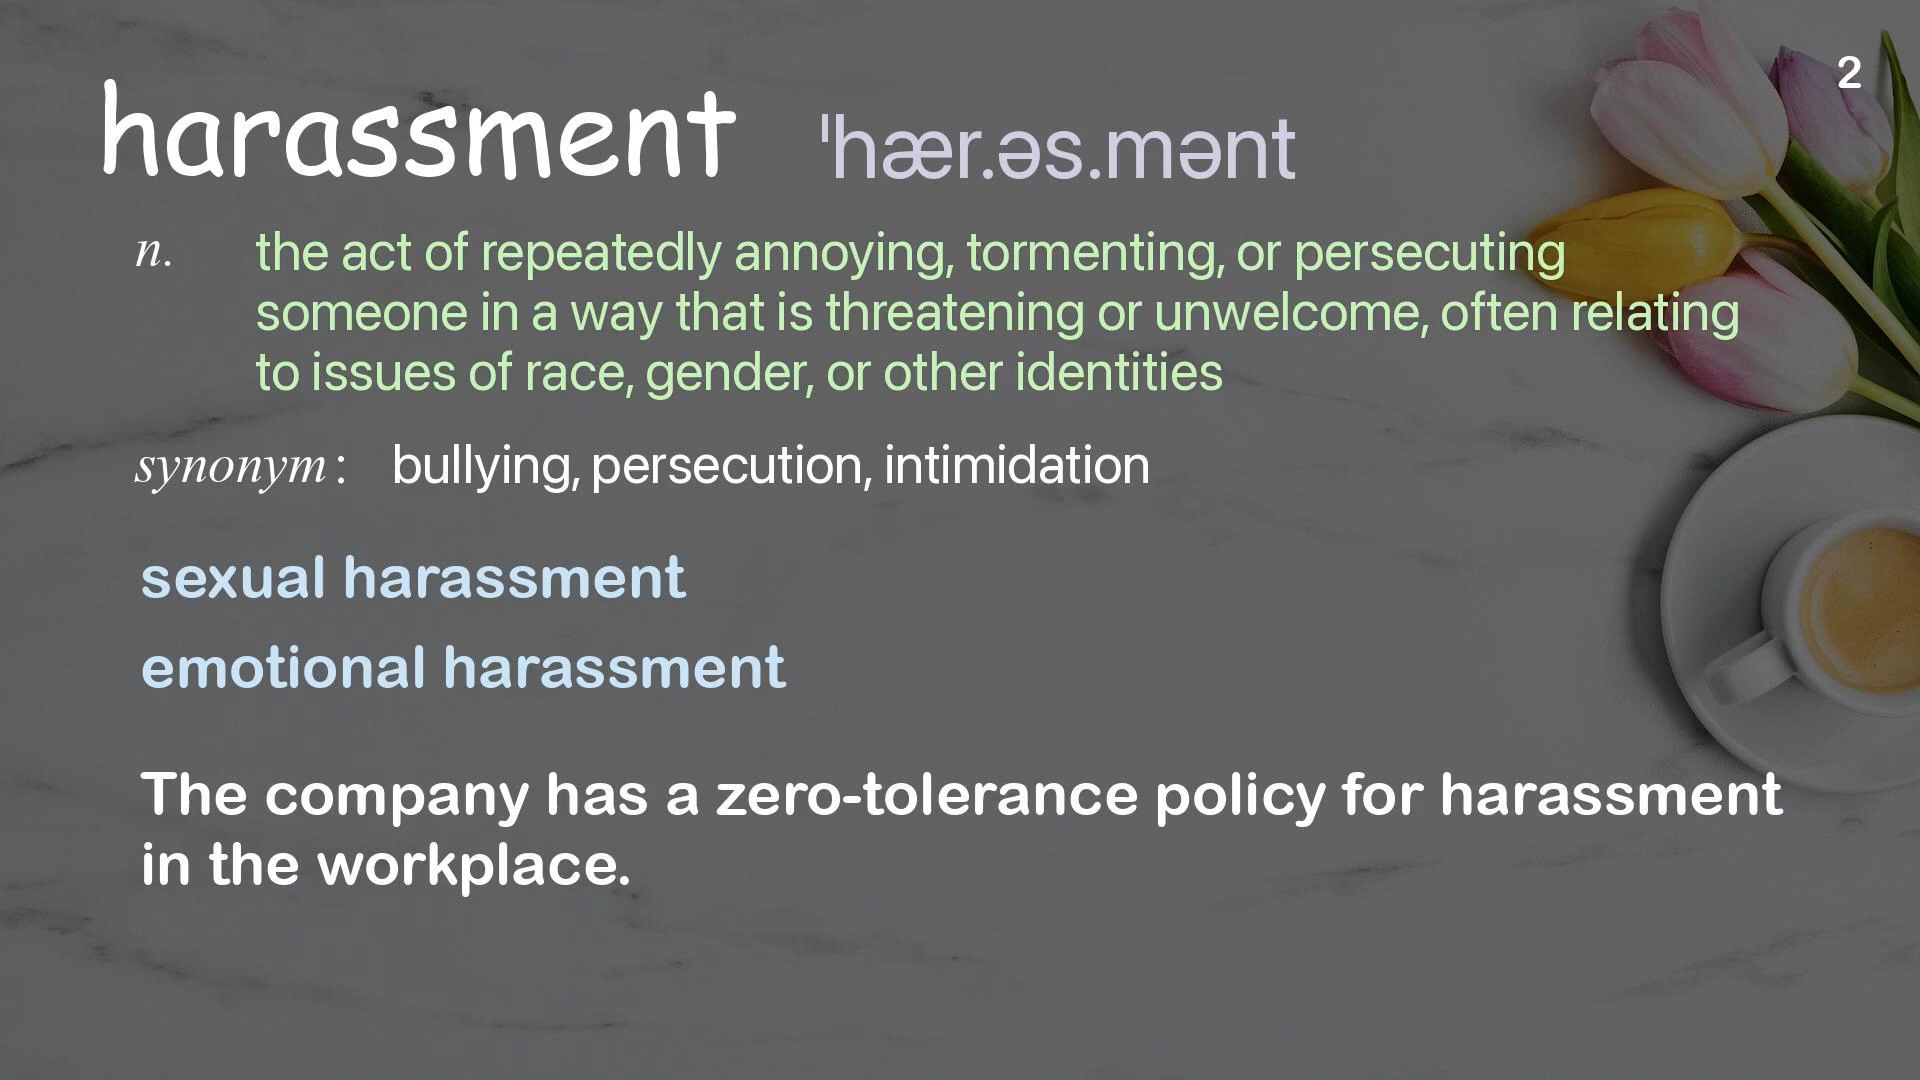 2
harassment ˈhær.əs.mənt
n. the act of repeatedly annoying, tormenting, or persecuting
someone in a way that is threatening or unwelcome, often relating
to issues of race, gender, or other identities
synonym : bullying, persecution, intimidation
sexual harassment
emotional harassment
The company has a zero-tolerance policy for harassment
in the workplace.